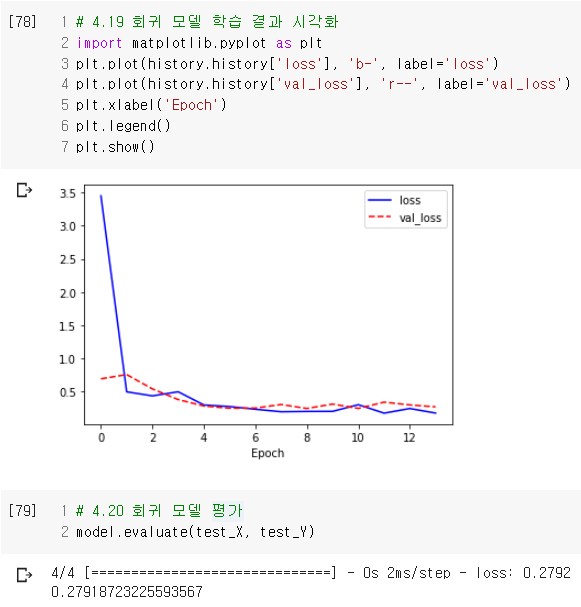 [78]
1 # 4.19 회귀 모델 학습 결과 시각화
2 import matplotlib.pyplot as plt
3 plt.plot(history.history['loss'], 'b-', label='loss')
4 plt.plot(history.history['val_loss'], 'r--', label='val_loss')
5 plt.xlabel('Epoch')
6 plt.legend()
7 plt.show()
3.5
3.0
2.5
2.0
1.5
1.0
0.5
loss
val_loss
0 2 4 6 8 10 12
Epoch
[79]
1 # 4.20 회귀 모델 평가
2 model.evaluate(test_X, test_Y)
4/4 [==============================] - 0s 2ms/step - loss: 0.2792
0.27918723225593567